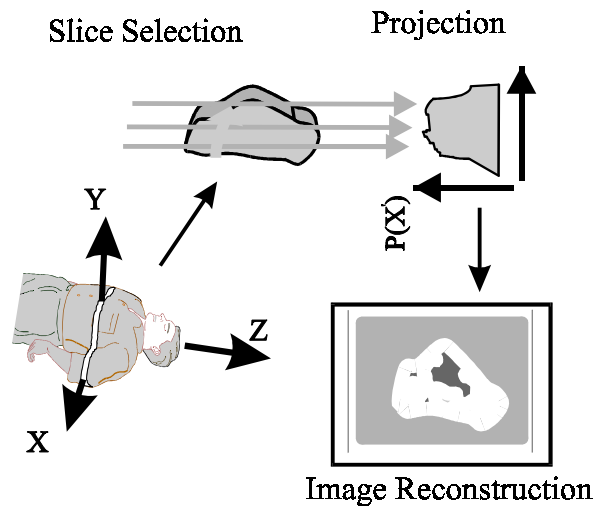 Slice Selection
Projection
Y
P(X)
Z
X
Image Reconstruction